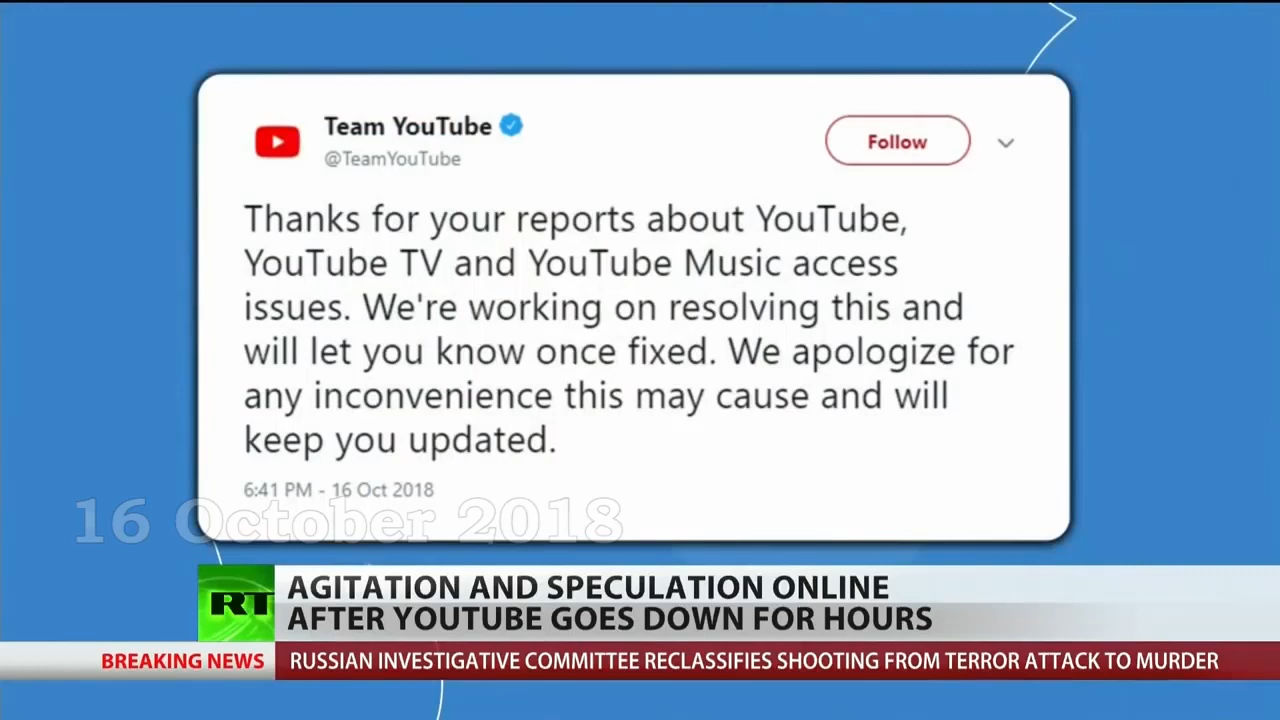 Team YouTube
@TeamYouTube
Follow
Thanks for your reports about YouTube,
YouTube TV and YouTube Music access
issues. We're working on resolving this and
will let you know once fixed. We apologize for
any inconvenience this may cause and will
keep you updated.
6:41 PM - 16 Oct 2018
16 October 2018
RT
AGITATION AND SPECULATION ONLINE
AFTER YOUTUBE GOES DOWN FOR HOURS
BREAKING NEWS
RUSSIAN INVESTIGATIVE COMMITTEE RECLASSIFIES SHOOTING FROM TERROR ATTACK TO MURDER